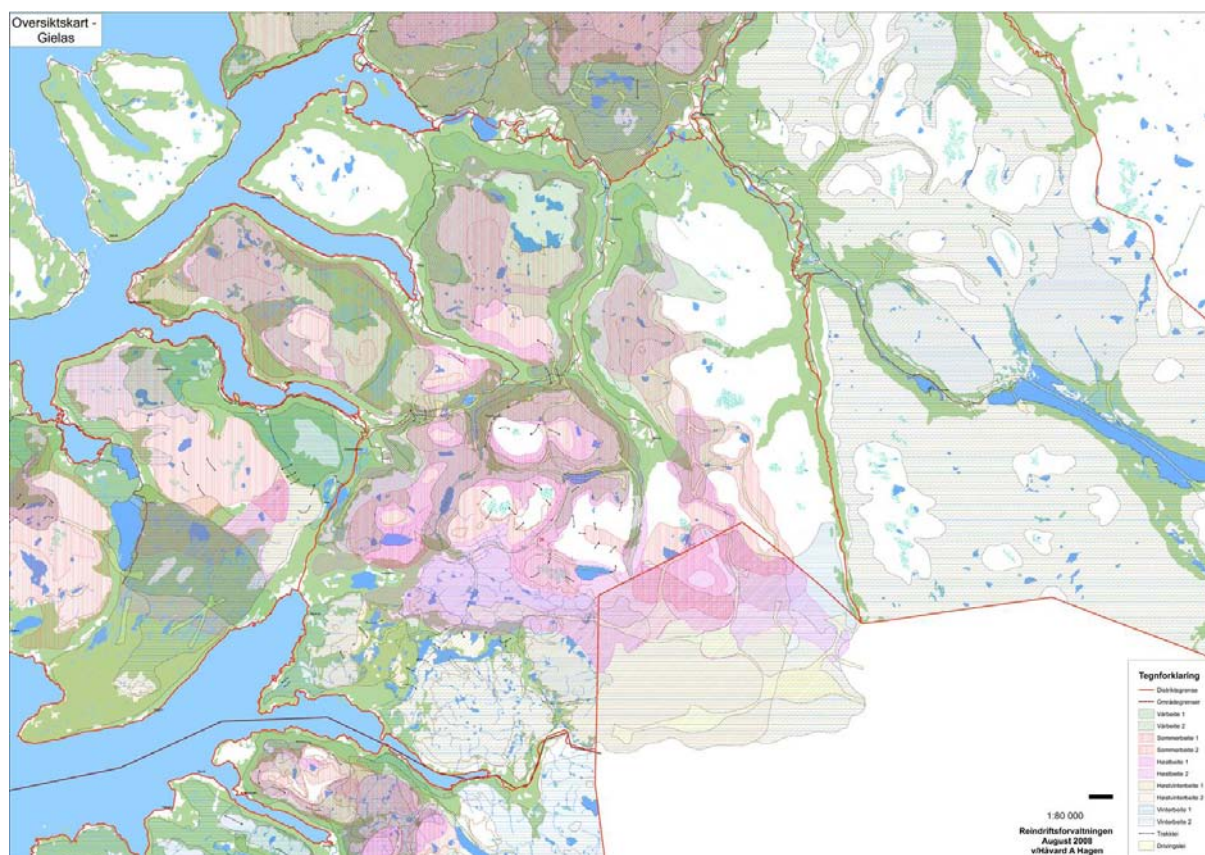 Oversiktskart -
Gielas
Tegnforklaring
Distriktsgrense
Områdegrenser
Vårbeite 1
Vårbeite 2
Sommerbeite 1
Sommerbeite 2
Høstbeite 1
Høstbeite 2
Høstvinterbeite 1
Høstvinterbeite 2
Vinterbeite 1
Vinterbeite 2
Trekklei
Drivingslei
1:80 000
Reindriftsforvaltningen
August 2008
v/Håvard A Hagen